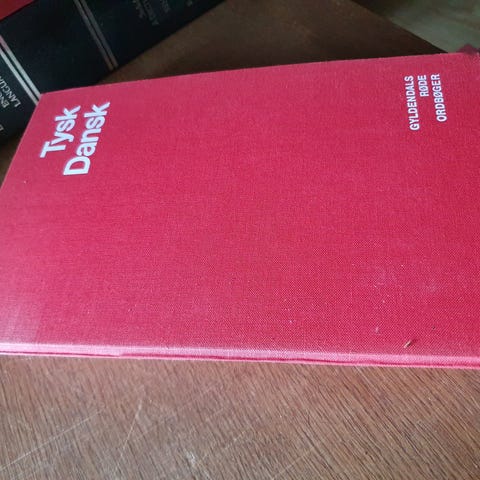 Tysk
Dansk
GYLDENDALS
RØDE
ORDBØGER